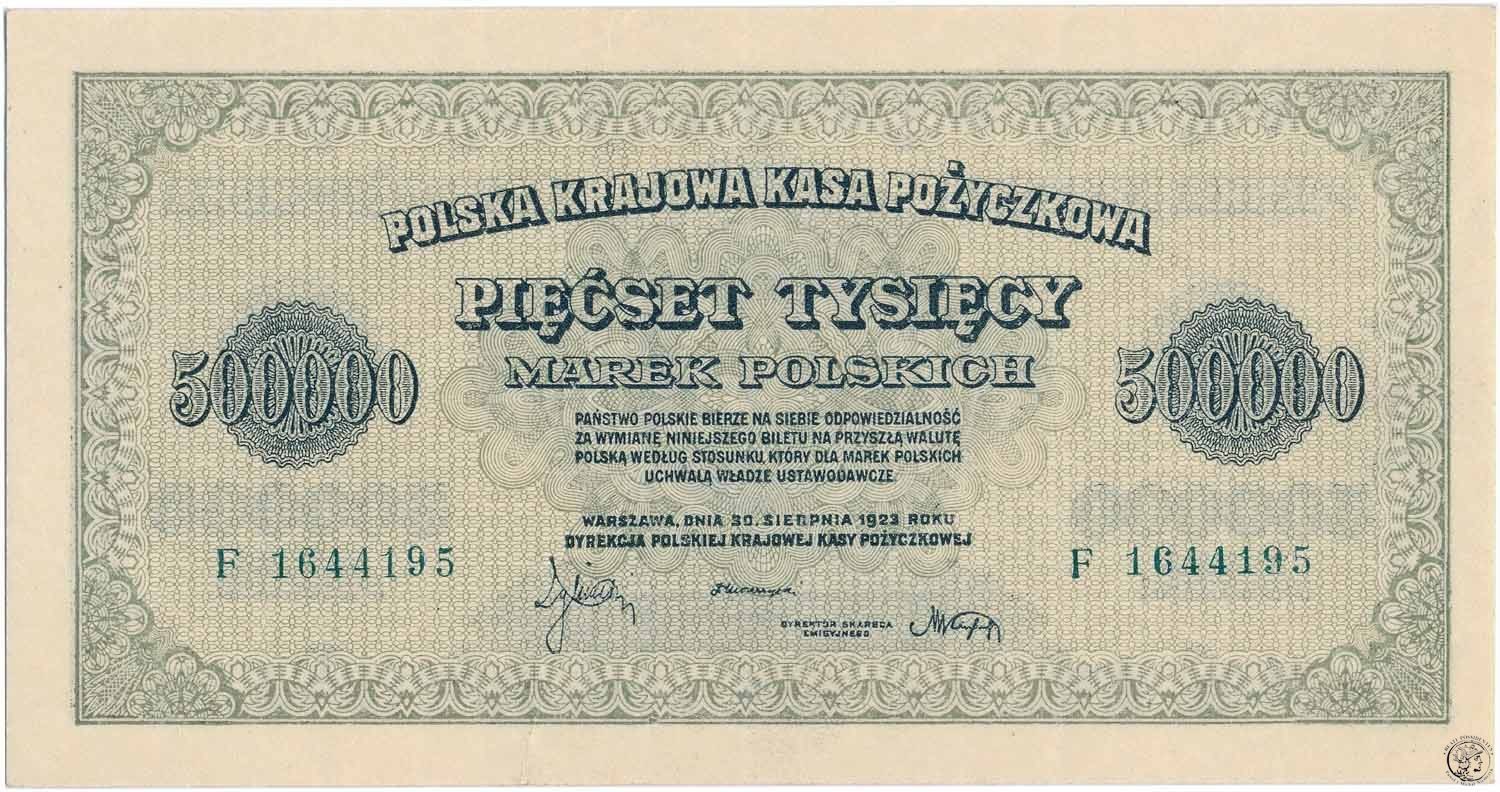 POLSKA KRAJOWA KASA POŻYCZKOWA
PIĘĆSET TYSIĘCY
MAREK POLSKICH
500000
500000
PAŃSTWO POLSKIE BIERZE NA SIEBIE ODPOWIEDZIALNOŚĆ
ZA WYMIANĘ NINIEJSZEGO BILETU NA PRZYSZŁĄ WALUTĘ
POLSKĄ WEDŁUG STOSUNKU, KTÓRY DLA MAREK POLSKICH
UCHWALĄ WŁADZE USTAWODAWCZE.
WARSZAWA, DNIA 30. SIERPNIA 1923 ROKU
DYREKCJA POLSKIEJ KRAJOWEJ KASY POŻYCZKOWEJ
F 1644195
F 1644195
DYREKTOR SKARBCA
EMISYJNEGO